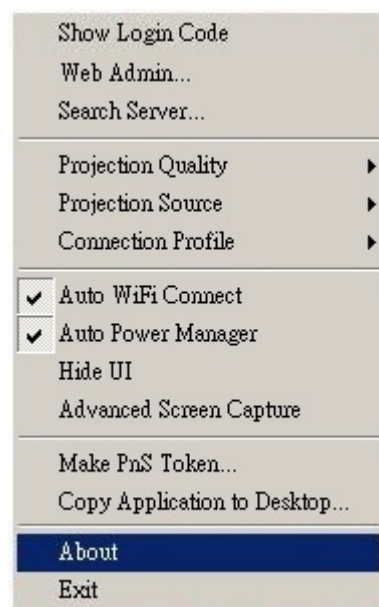 Show Login Code
Web Admin...
Search Server...
Projection Quality
Projection Source
Connection Profile
Auto WiFi Connect
Auto Power Manager
Hide UI
Advanced Screen Capture
Make PnS Token...
Copy Application to Desktop...
About
Exit